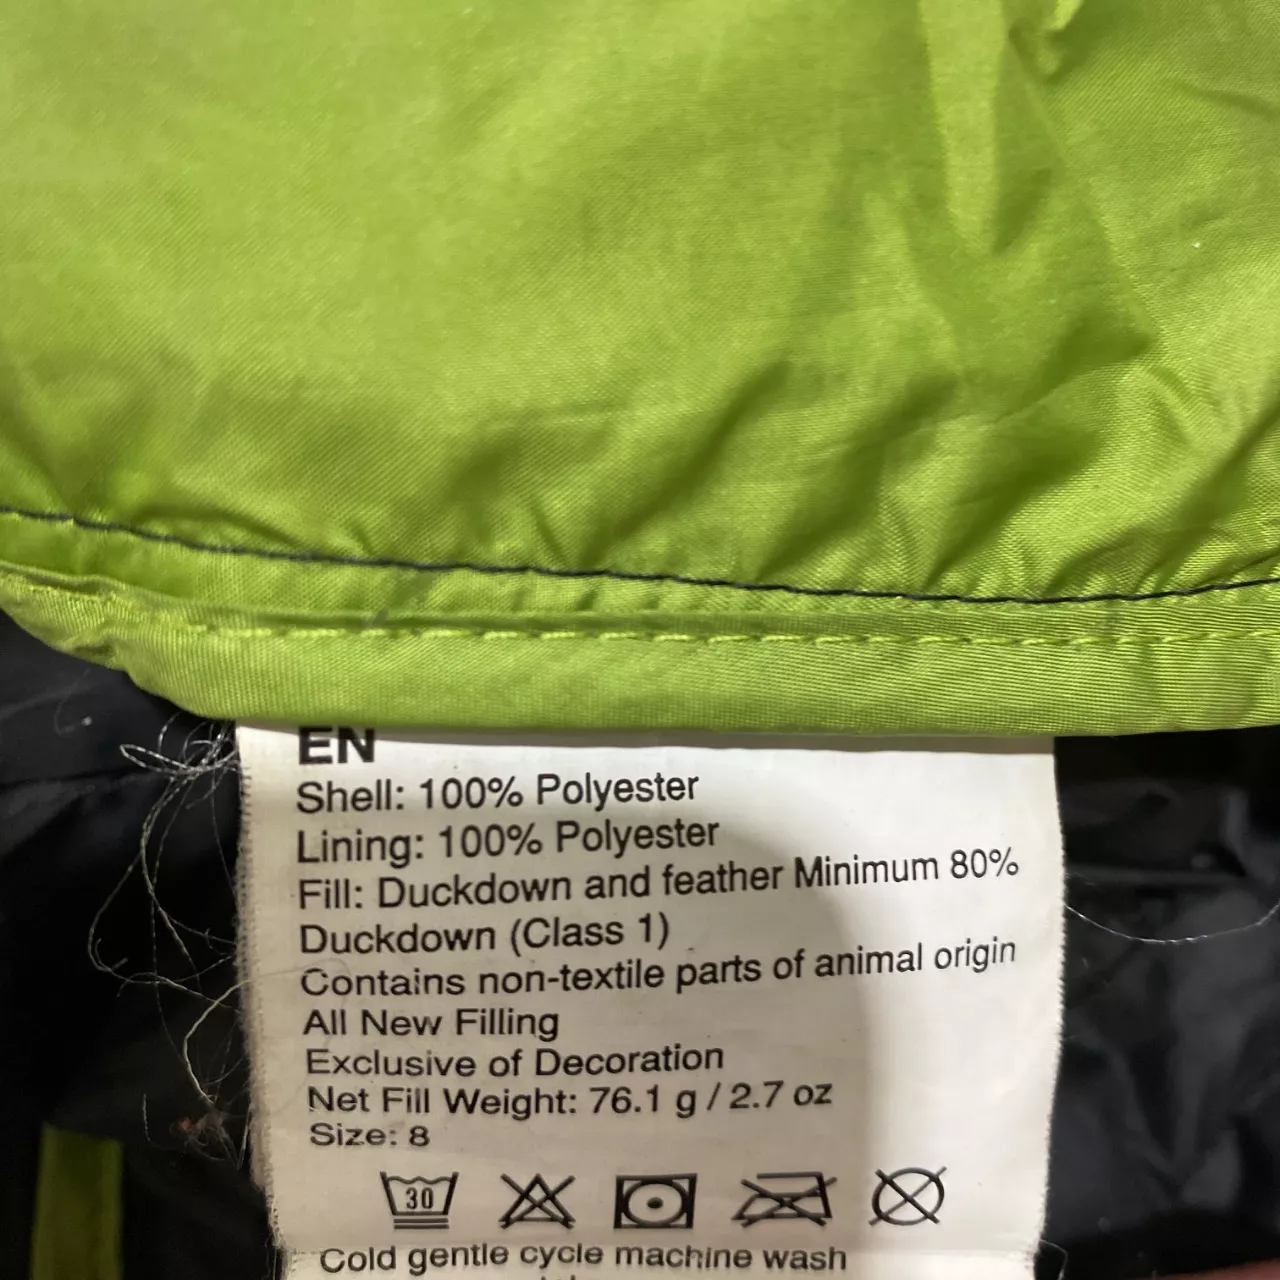 EN
Shell: 100% Polyester
Lining: 100% Polyester
Fill: Duckdown and feather Minimum 80%
Duckdown (Class 1)
Contains non-textile parts of animal origin
All New Filling
Exclusive of Decoration
Net Fill Weight: 76.1 g / 2.7 oz
Size: 8
30
Cold gentle cycle machine wash